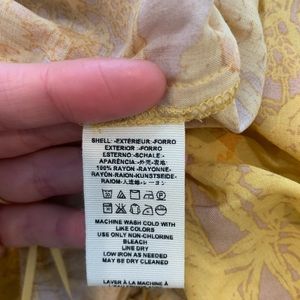 SHELL:-EXTÉRIEUR:-FORRO
EXTERIOR:-FORRO
ESTERNO:-SCHALE:-
APARÊNCIA:-外壳-表地
100% RAYON-RAYONNE-
RAYÓN-RAION-KUNSTSEIDE-
RAIOM-人造絲-レーヨン
MACHINE WASH COLD WITH
LIKE COLORS
USE ONLY NON-CHLORINE
BLEACH
LINE DRY
LOW IRON AS NEEDED
MAY BE DRY CLEANED
LAVER À LA MACHINE À